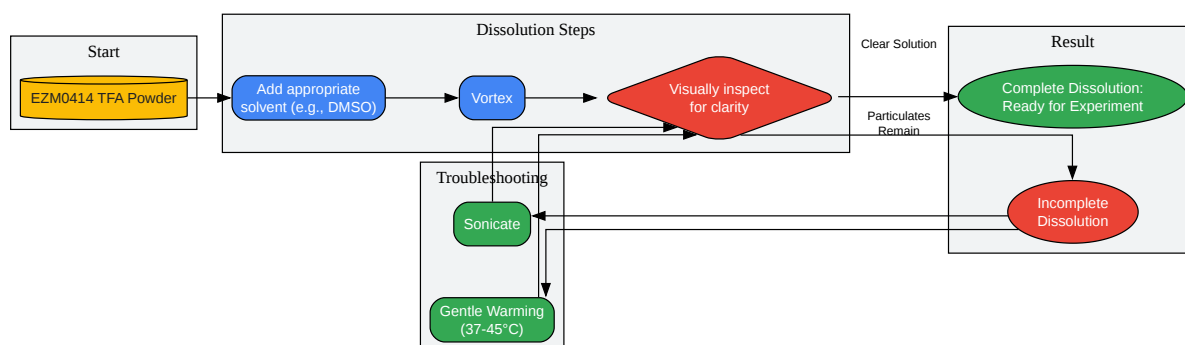 Start
EZM0414 TFA Powder
Dissolution Steps
Add appropriate
solvent (e.g., DMSO)
Vortex
Visually inspect
for clarity
Clear Solution
Particulates
Remain
Result
Complete Dissolution:
Ready for Experiment
Incomplete
Dissolution
Troubleshooting
Sonicate
Gentle Warming
(37-45°C)